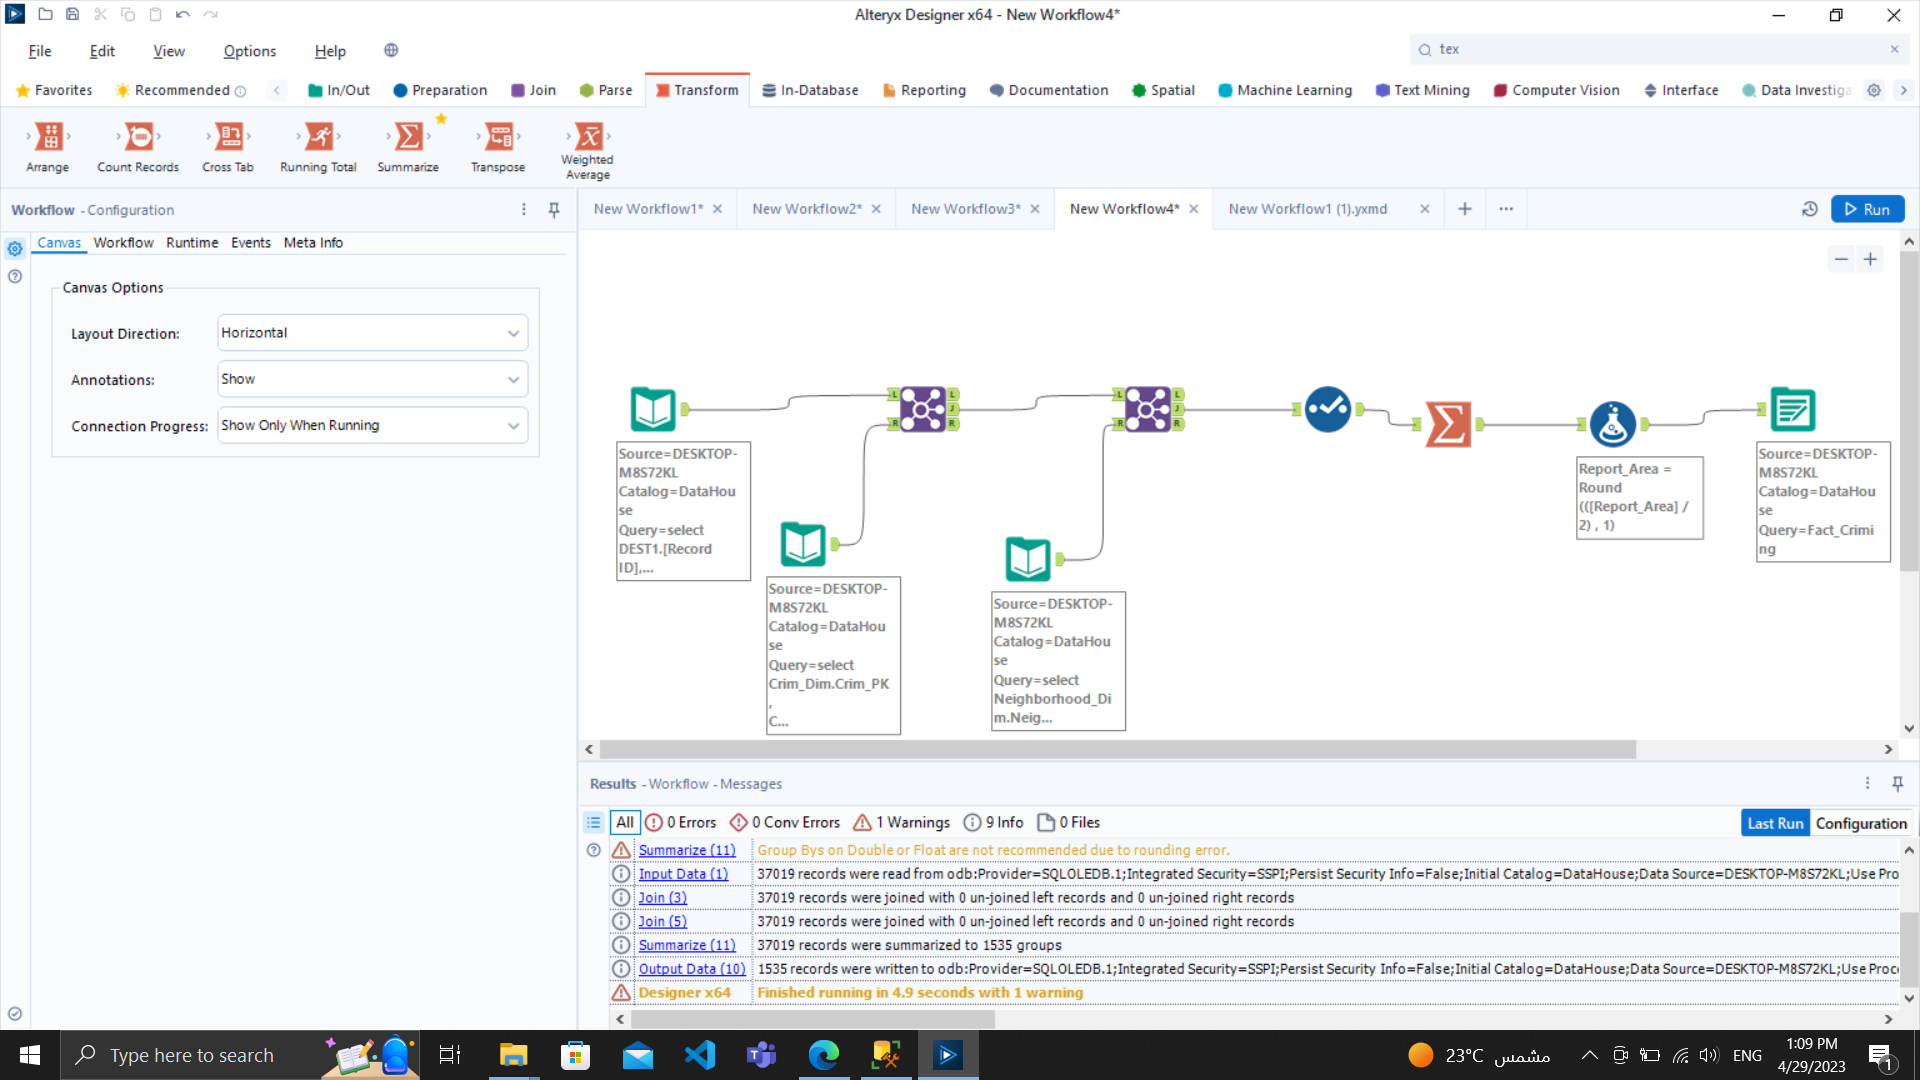 Alteryx Designer x64 - New Workflow4*
File Edit View Options Help
tex
Favorites Recommended In/Out Preparation Join Parse Transform In-Database Reporting Documentation Spatial Machine Learning Text Mining Computer Vision Interface Data Investiga
Arrange
Count Records
Cross Tab
Running Total
Summarize
Transpose
Weighted
Average
Workflow - Configuration
Canvas Workflow Runtime Events Meta Info
Canvas Options
Layout Direction: Horizontal
Annotations: Show
Connection Progress: Show Only When Running
New Workflow1* New Workflow2* New Workflow3* New Workflow4* New Workflow1 (1).yxmd
Run
L
R
L
J
R
L
R
L
J
R
Source=DESKTOP-
M8S72KL
Catalog=DataHou
se
Query=select
DEST1.[Record
ID],...
Source=DESKTOP-
M8S72KL
Catalog=DataHou
se
Query=select
Crim_Dim.Crim_PK
,
C...
Source=DESKTOP-
M8S72KL
Catalog=DataHou
se
Query=select
Neighborhood_Di
m.Neig...
Report_Area =
Round
(([Report_Area] /
2) , 1)
Source=DESKTOP-
M8S72KL
Catalog=DataHou
se
Query=Fact_Crimi
ng
Results - Workflow - Messages
All 0 Errors 0 Conv Errors 1 Warnings 9 Info 0 Files Last Run Configuration
Summarize (11) Group Bys on Double or Float are not recommended due to rounding error.
Input Data (1) 37019 records were read from odb:Provider=SQLOLEDB.1;Integrated Security=SSPI;Persist Security Info=False;Initial Catalog=DataHouse;Data Source=DESKTOP-M8S72KL;Use Pro
Join (3) 37019 records were joined with 0 un-joined left records and 0 un-joined right records
Join (5) 37019 records were joined with 0 un-joined left records and 0 un-joined right records
Summarize (11) 37019 records were summarized to 1535 groups
Output Data (10) 1535 records were written to odb:Provider=SQLOLEDB.1;Integrated Security=SSPI;Persist Security Info=False;Initial Catalog=DataHouse;Data Source=DESKTOP-M8S72KL;Use Proc
Designer x64 Finished running in 4.9 seconds with 1 warning
Type here to search
23°C مشمس
ENG
1:09 PM
4/29/2023
1